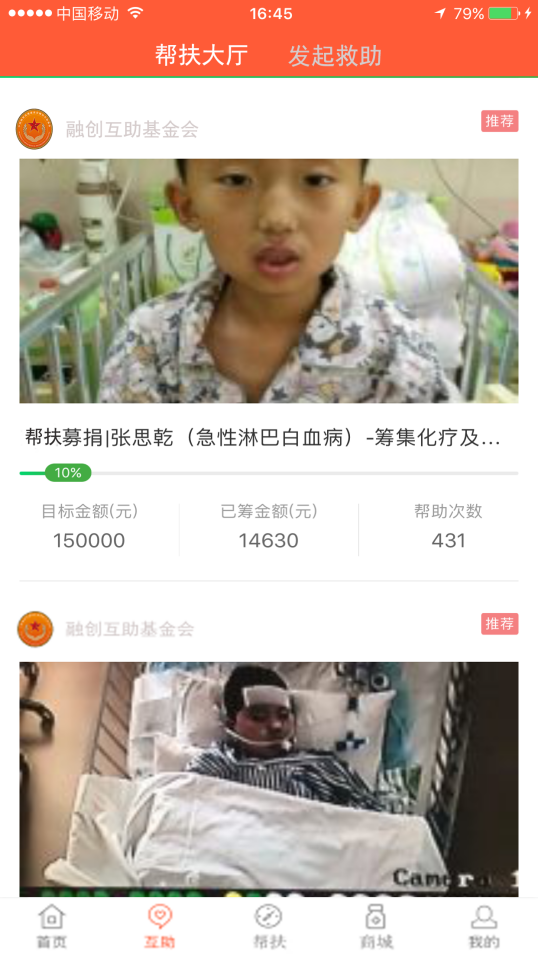 中国移动 16:45 79%
帮扶大厅 发起救助
融创互助基金会 推荐
帮扶募捐|张思乾（急性淋巴白血病）-筹集化疗及...
10%
目标金额(元) 已筹金额(元) 帮助次数
150000 14630 431
融创互助基金会 推荐
首页 互助 帮扶 商城 我的